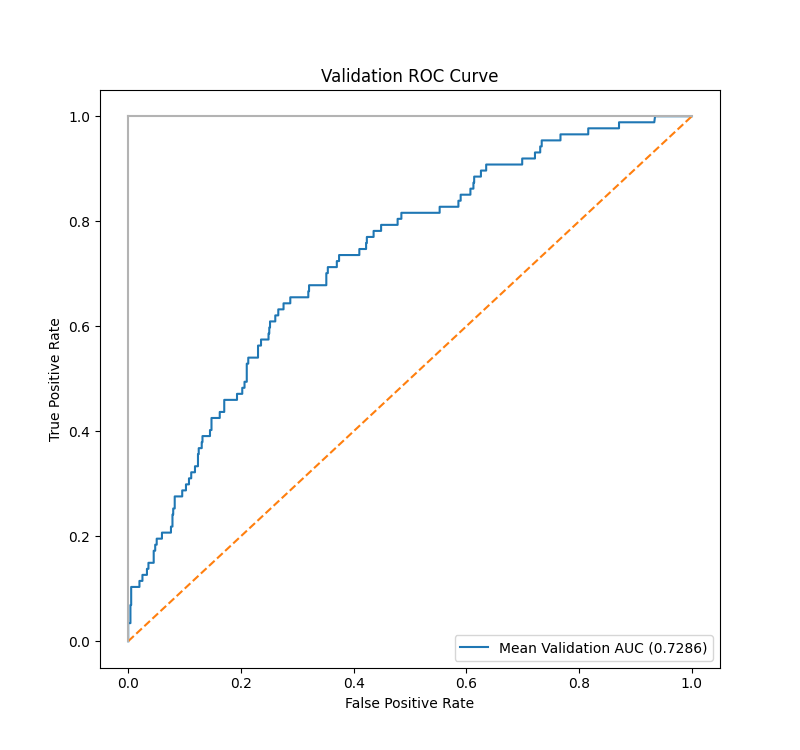 Validation ROC Curve
1.0
0.8
0.6
0.4
0.2
0.0
True Positive Rate
Mean Validation AUC (0.7286)
0.0 0.2 0.4 0.6 0.8 1.0
False Positive Rate